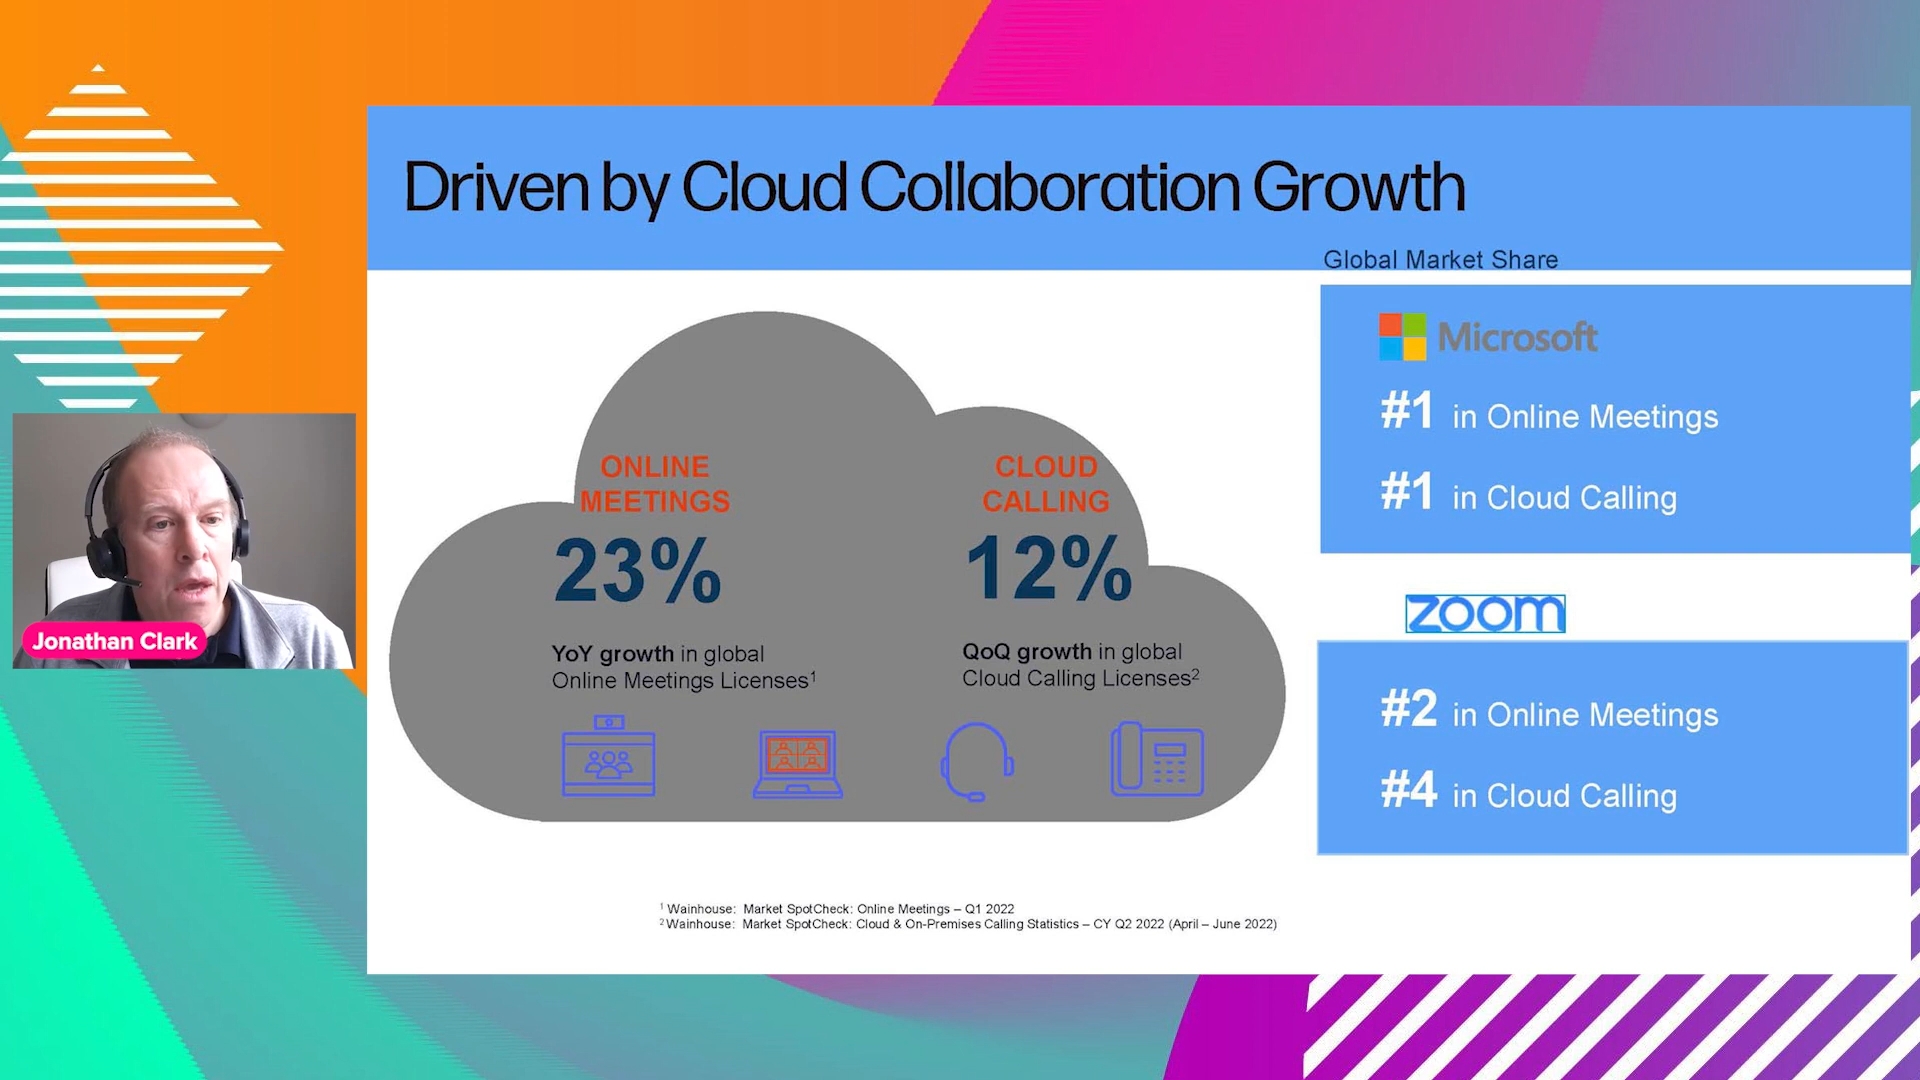 Driven by Cloud Collaboration Growth
Global Market Share
Microsoft
#1 in Online Meetings
#1 in Cloud Calling
ONLINE
MEETINGS
23%
YoY growth in global
Online Meetings Licenses¹
CLOUD
CALLING
12%
QoQ growth in global
Cloud Calling Licenses²
zoom
#2 in Online Meetings
#4 in Cloud Calling
Jonathan Clark
¹ Wainhouse: Market SpotCheck: Online Meetings – Q1 2022
² Wainhouse: Market SpotCheck: Cloud & On-Premises Calling Statistics – CY Q2 2022 (April – June 2022)